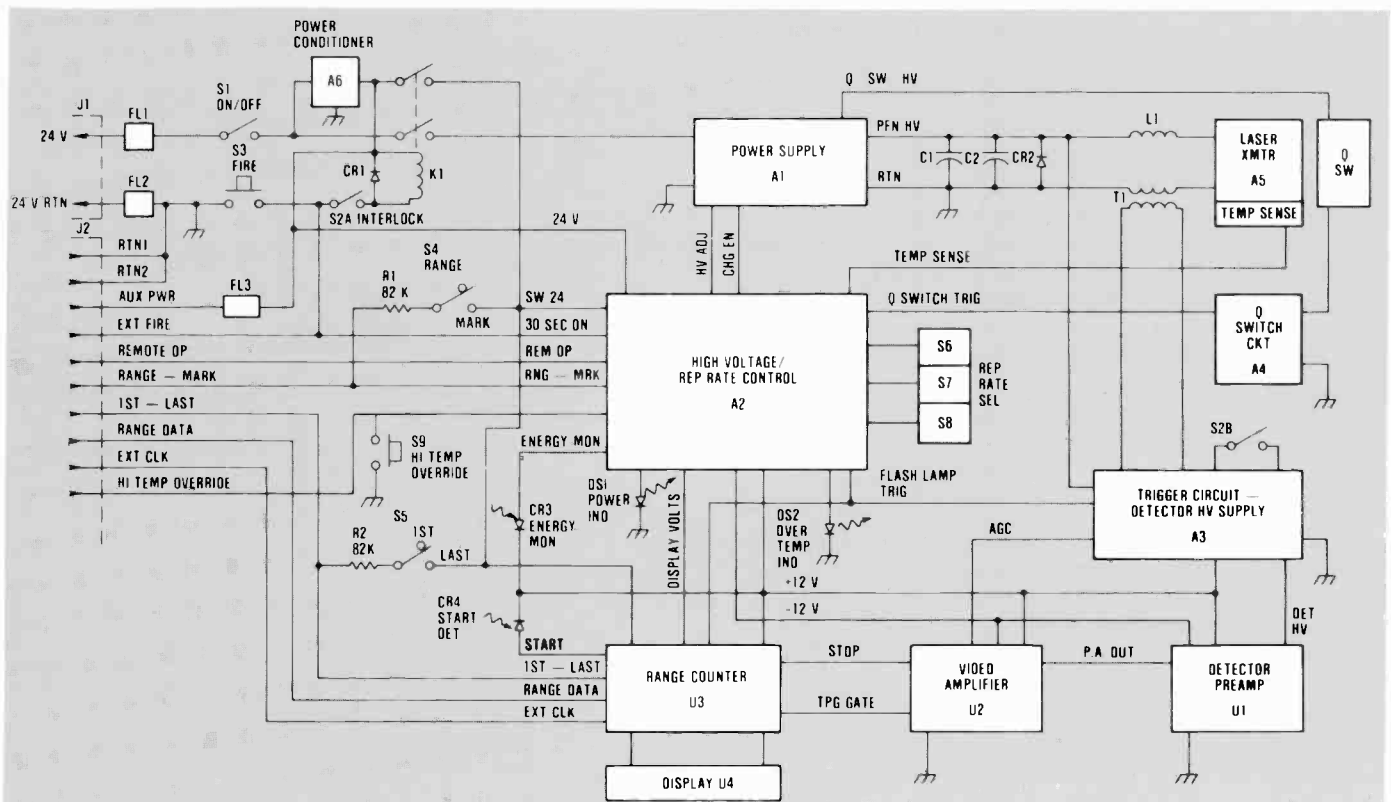 POWER
CONDITIONER
A6
Q SW HV
J1
FL1
S1
ON/OFF
24 V
S3
FIRE
PFN HV
L1
LASER
XMTR
A5
TEMP SENSE
Q
SW
POWER SUPPLY
A1
C1
C2
CR2
RTN
T1
CR1
K1
FL2
24 V RTN
S2A INTERLOCK
J2
24 V
HV ADJ
CHG EN
RTN1
RTN2
S4
RANGE
R1
82 K
MARK
TEMP SENSE
AUX PWR
FL3
SW 24
Q SWITCH TRIG
EXT FIRE
30 SEC ON
REMOTE OP
REM OP
RANGE – MARK
RNG – MRK
HIGH VOLTAGE/
REP RATE CONTROL
A2
S6
S7
S8
REP
RATE
SEL
Q
SWITCH
CKT
A4
1ST – LAST
RANGE DATA
EXT CLK
HI TEMP OVERRIDE
S9
HI TEMP
OVERRIDE
ENERGY MON
S2B
FLASH LAMP
TRIG
DS1
POWER
IND
CR3
ENERGY
MON
DS2
OVER
TEMP
IND
TRIGGER CIRCUIT –
DETECTOR HV SUPPLY
A3
AGC
S5
1ST
R2
82K
LAST
DISPLAY VOLTS
+12 V
-12 V
DET
HV
CR4
START
DET
START
1ST – LAST
RANGE DATA
EXT CLK
RANGE COUNTER
U3
STOP
TPG GATE
VIDEO
AMPLIFIER
U2
P.A OUT
DETECTOR
PREAMP
U1
DISPLAY U4